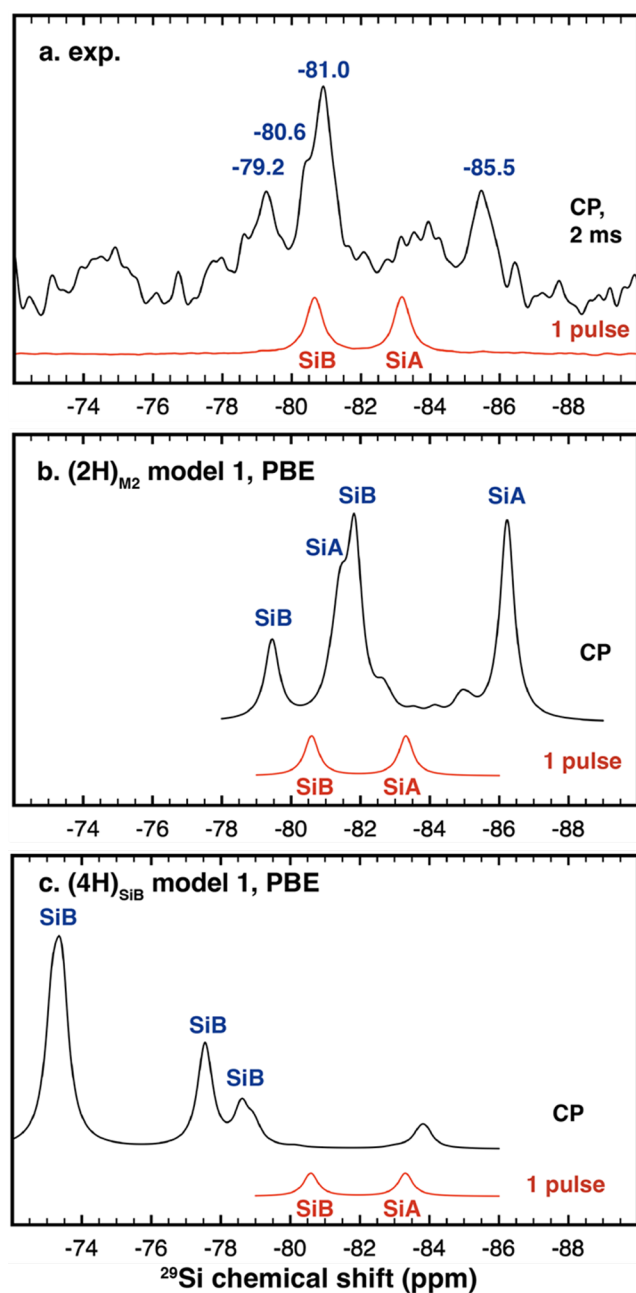 a. exp.
-81.0
-80.6
-79.2
-85.5
CP,
2 ms
1 pulse
SiB SiA
-74 -76 -78 -80 -82 -84 -86 -88
b. (2H)M2 model 1, PBE
SiB SiA
SiA
SiB
CP
1 pulse
SiB SiA
-74 -76 -78 -80 -82 -84 -86 -88
c. (4H)SiB model 1, PBE
SiB
SiB
SiB
CP
1 pulse
SiB SiA
-74 -76 -78 -80 -82 -84 -86 -88
29Si chemical shift (ppm)